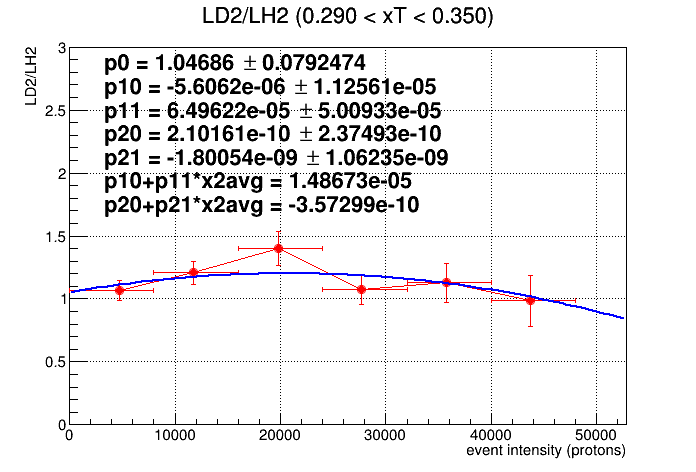 LD2/LH2 (0.290 < xT < 0.350)
LD2/LH2
3
2.5
2
1.5
1
0.5
0
p0 = 1.04686 ± 0.0792474
p10 = -5.6062e-06 ± 1.12561e-05
p11 = 6.49622e-05 ± 5.00933e-05
p20 = 2.10161e-10 ± 2.37493e-10
p21 = -1.80054e-09 ± 1.06235e-09
p10+p11*x2avg = 1.48673e-05
p20+p21*x2avg = -3.57299e-10
0 10000 20000 30000 40000 50000
event intensity (protons)